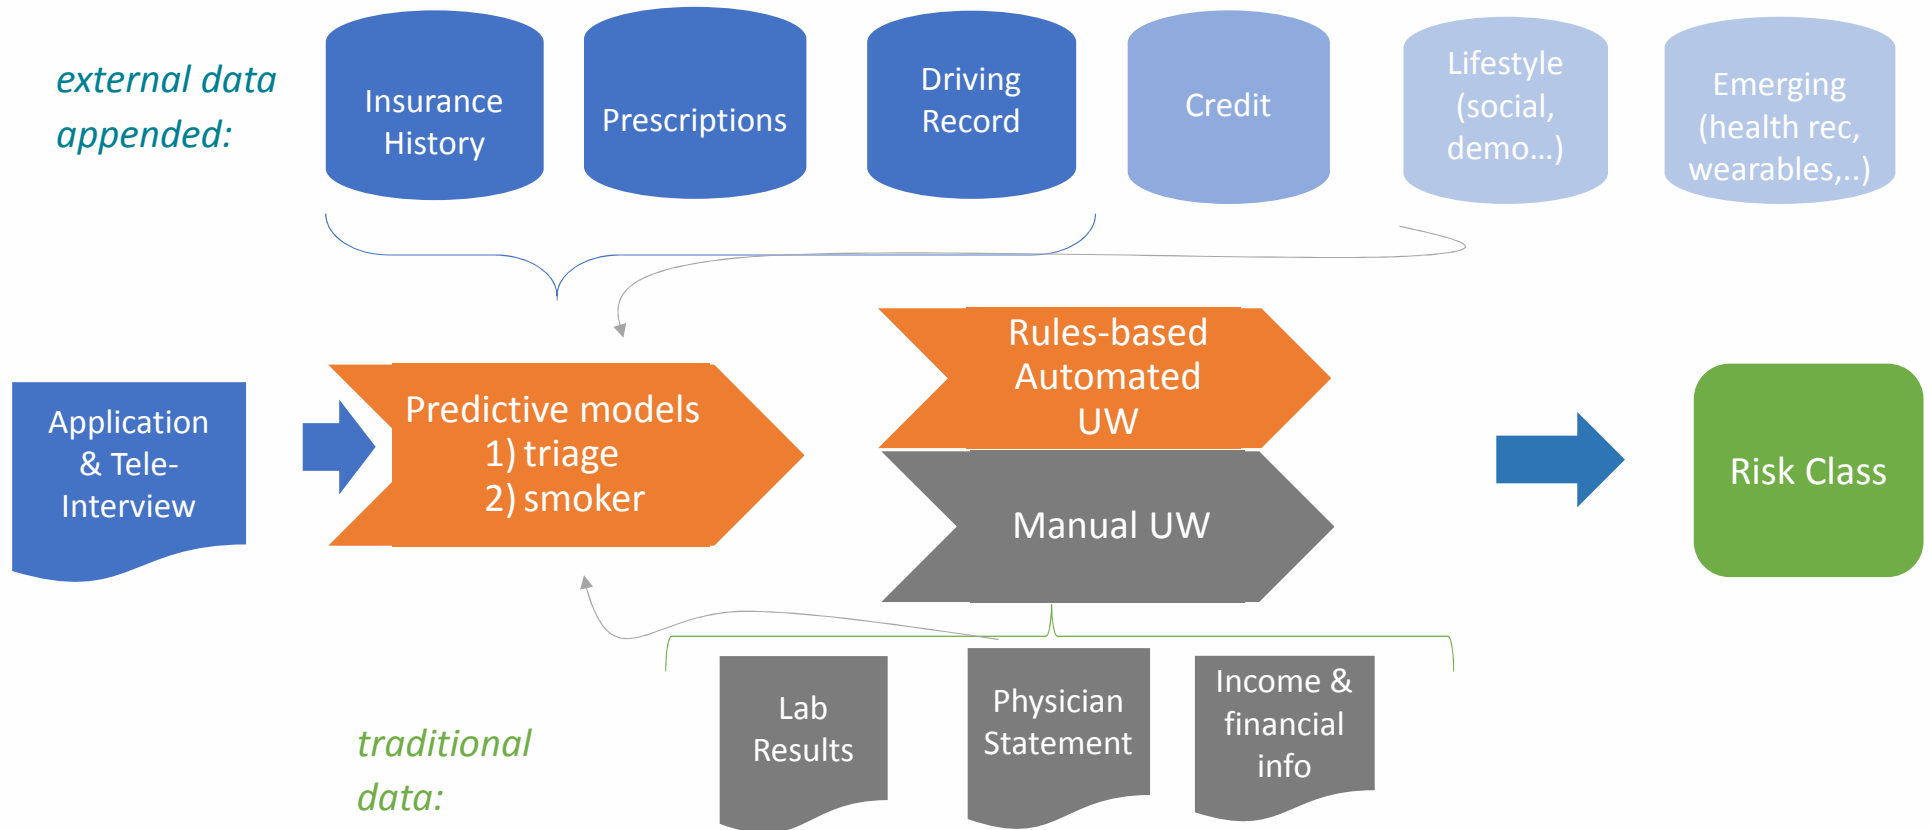 external data
appended:
Insurance
History
Prescriptions
Driving
Record
Credit
Lifestyle
(social,
demo...)
Emerging
(health rec,
wearables,..)
Application
& Tele-
Interview
Predictive models
1) triage
2) smoker
Rules-based
Automated
UW
Manual UW
Risk Class
traditional
data:
Lab
Results
Physician
Statement
Income &
financial
info